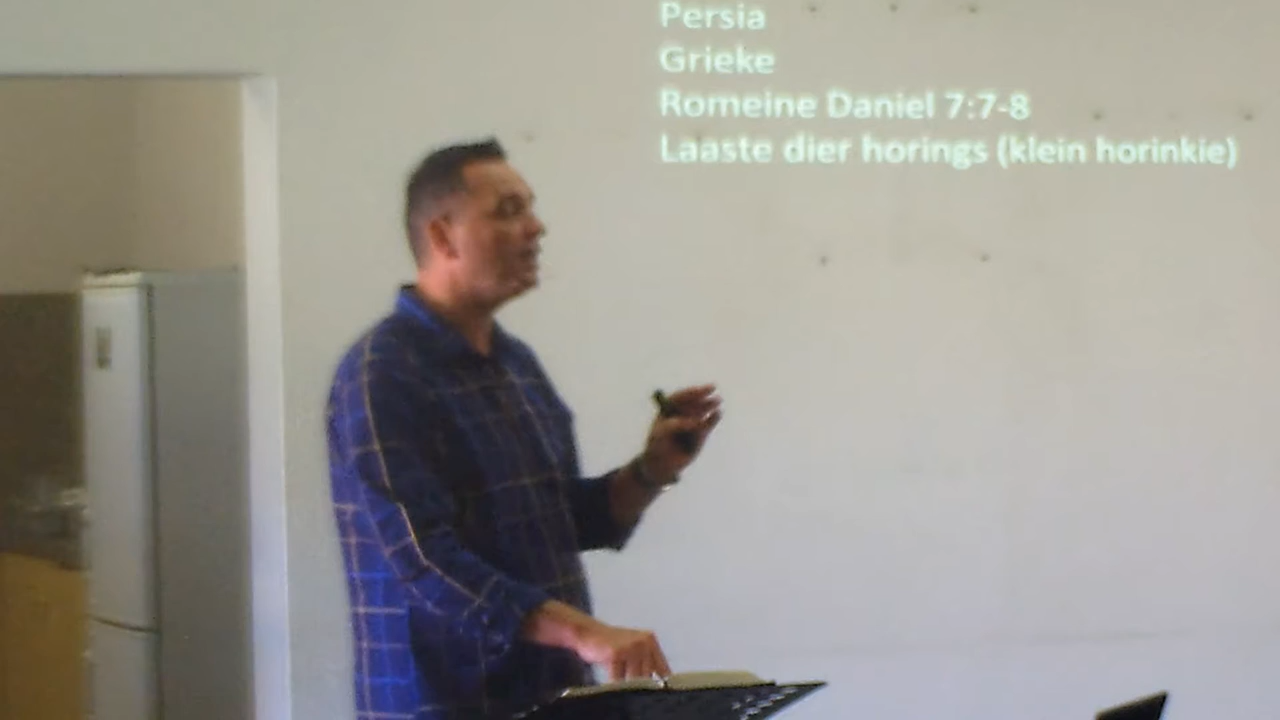 Persia
Grieke
Romeine Daniel 7:7-8
Laaste dier horings (klein horinkie)